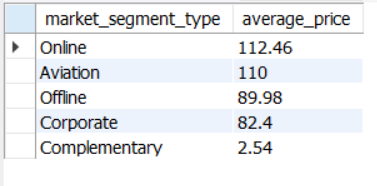 market_segment_type average_price
Online 112.46
Aviation 110
Offline 89.98
Corporate 82.4
Complementary 2.54